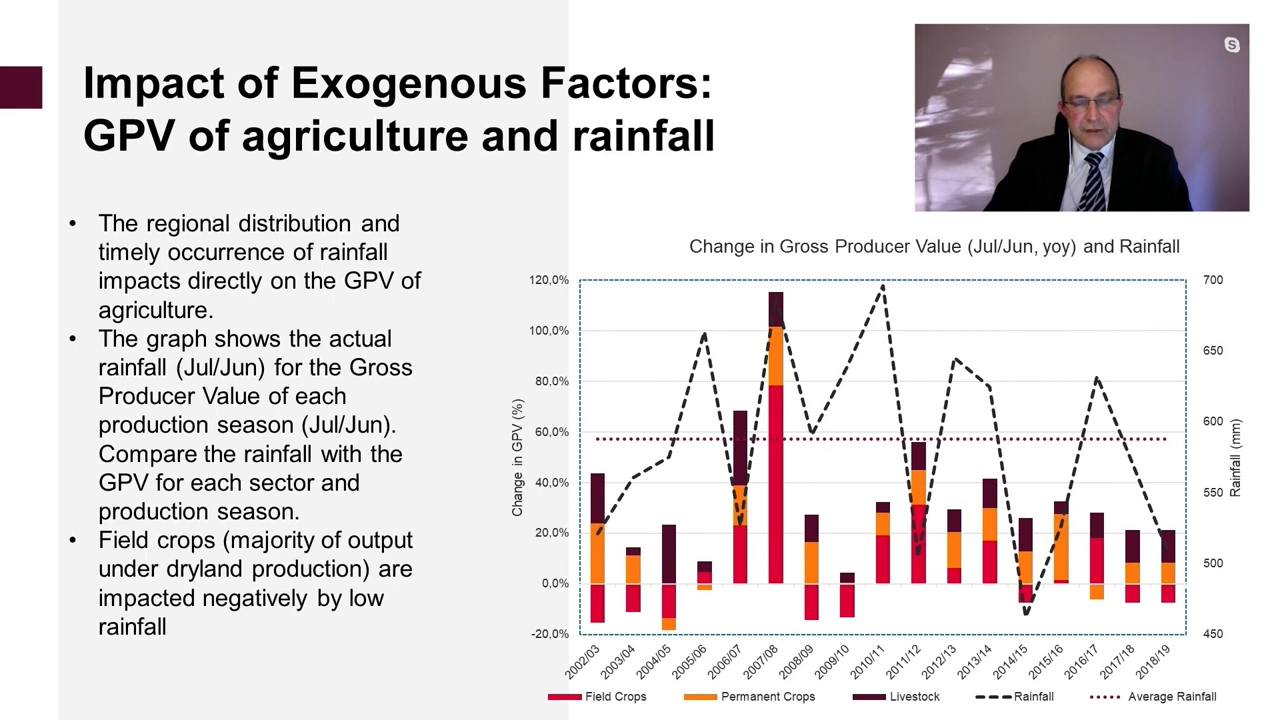 Impact of Exogenous Factors:
GPV of agriculture and rainfall
• The regional distribution and
timely occurrence of rainfall
impacts directly on the GPV of
agriculture.
• The graph shows the actual
rainfall (Jul/Jun) for the Gross
Producer Value of each
production season (Jul/Jun).
Compare the rainfall with the
GPV for each sector and
production season.
• Field crops (majority of output
under dryland production) are
impacted negatively by low
rainfall
S
Change in Gross Producer Value (Jul/Jun, yoy) and Rainfall
Change in GPV (%)
120,0%
100,0%
80,0%
60,0%
40,0%
20,0%
0,0%
-20,0%
700
650
600
550
500
450
Rainfall (mm)
2002/03
2003/04
2004/05
2005/06
2006/07
2007/08
2008/09
2009/10
2010/11
2011/12
2012/13
2013/14
2014/15
2015/16
2016/17
2017/18
2018/19
Field Crops
Permanent Crops
Livestock
Rainfall
Average Rainfall